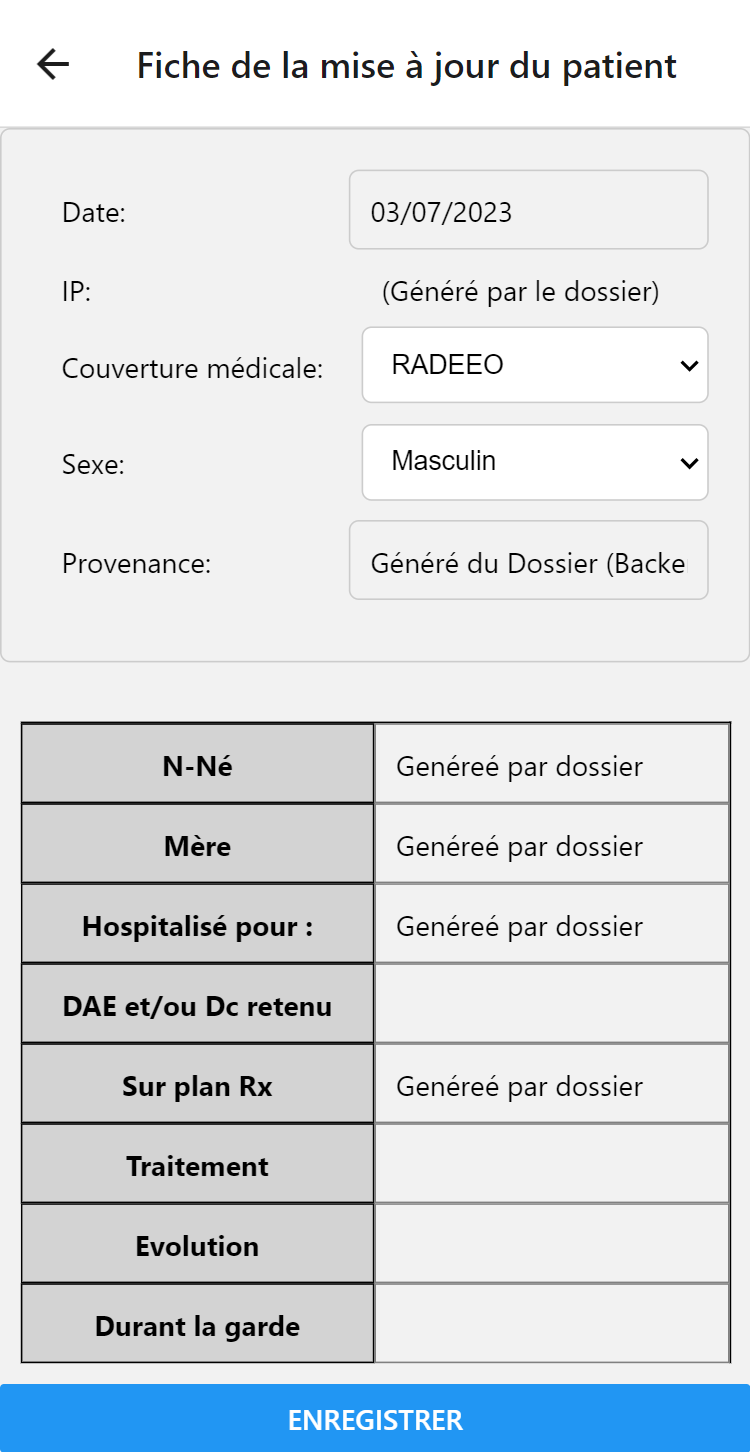 Fiche de la mise à jour du patient
Date: 03/07/2023
IP: (Généré par le dossier)
Couverture médicale: RADEEO
Sexe: Masculin
Provenance: Généré du Dossier (Backe
N-Né Genéreé par dossier
Mère Genéreé par dossier
Hospitalisé pour : Genéreé par dossier
DAE et/ou Dc retenu
Sur plan Rx Genéreé par dossier
Traitement
Evolution
Durant la garde
ENREGISTRER